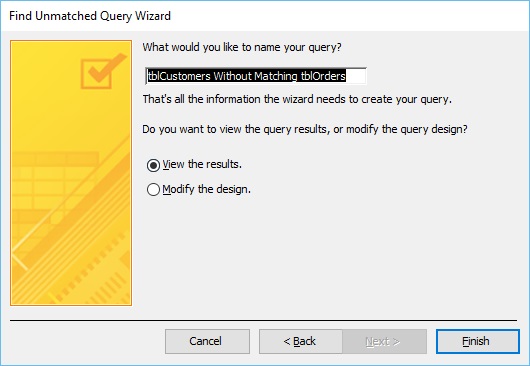 Find Unmatched Query Wizard
What would you like to name your query?
tblCustomers Without Matching tblOrders
That's all the information the wizard needs to create your query.
Do you want to view the query results, or modify the query design?
View the results.
Modify the design.
Cancel
< Back
Next >
Finish